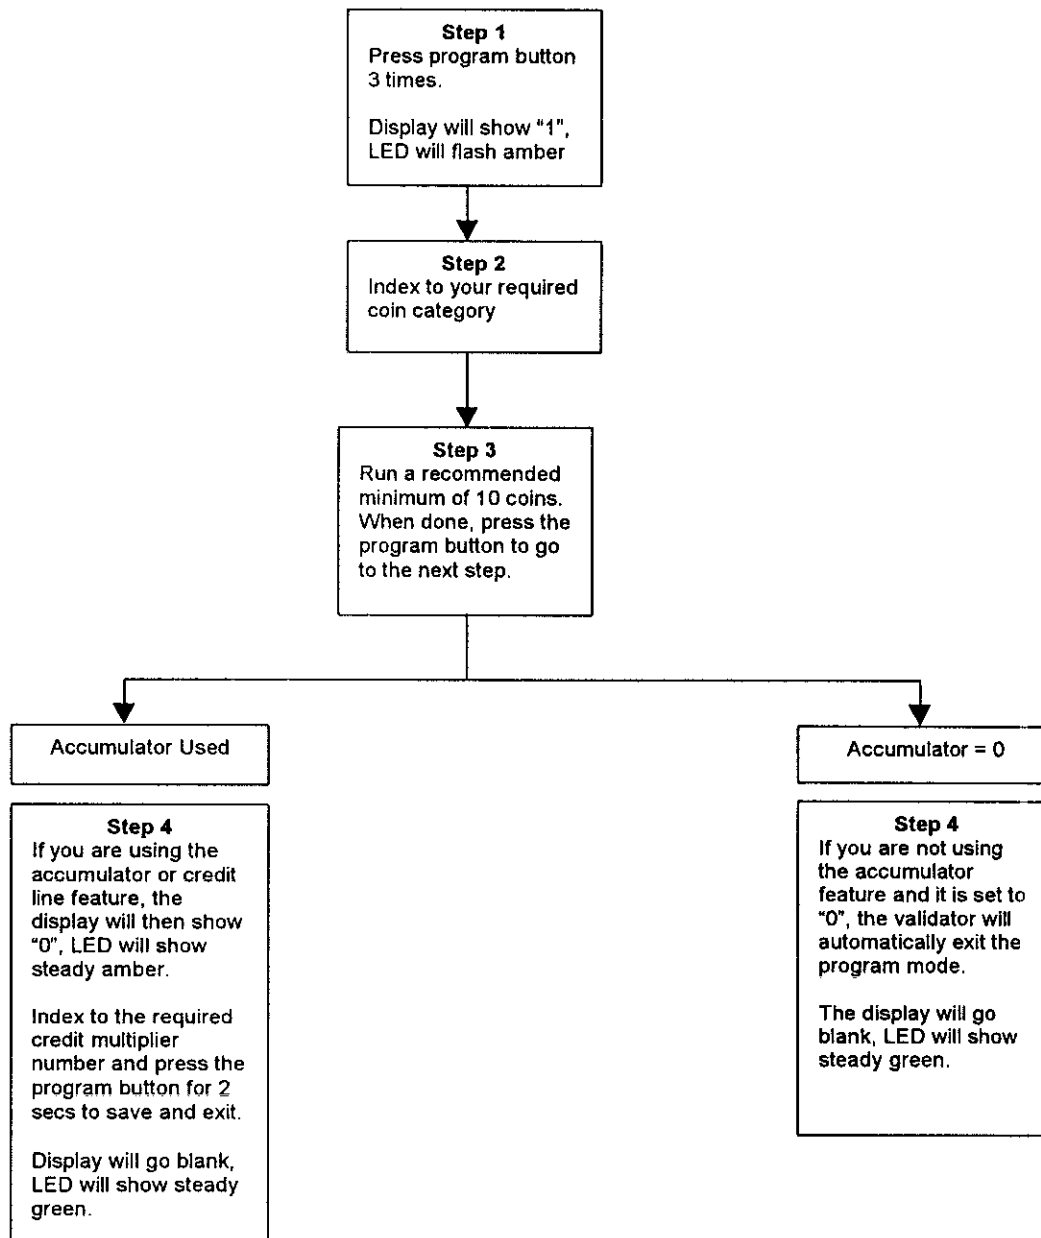 Step 1
Press program button
3 times.
Display will show “1”,
LED will flash amber
Step 2
Index to your required
coin category
Step 3
Run a recommended
minimum of 10 coins.
When done, press the
program button to go
to the next step.
Accumulator Used
Step 4
If you are using the
accumulator or credit
line feature, the
display will then show
“0”, LED will show
steady amber.
Index to the required
credit multiplier
number and press the
program button for 2
secs to save and exit.
Display will go blank,
LED will show steady
green.
Accumulator = 0
Step 4
If you are not using
the accumulator
feature and it is set to
“0”, the validator will
automatically exit the
program mode.
The display will go
blank, LED will show
steady green.